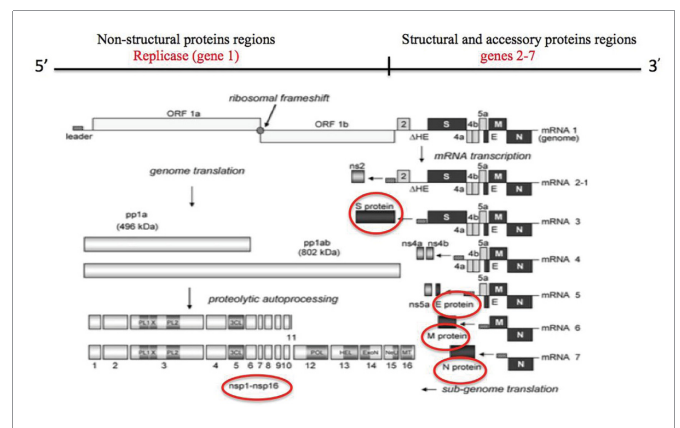 Non-structural proteins regions
Replicase (gene 1)
Structural and accessory proteins regions
genes 2-7
5'
3'
ribosomal frameshift
ORF 1a
ORF 1b
leader
2
ΔHE
S
4a
4b
5a
E
M
N
mRNA 1
(genome)
genome translation
mRNA transcription
ns2
2
ΔHE
S
4a
4b
5a
E
M
N
mRNA 2-1
S protein
S
4a
4b
5a
E
M
N
mRNA 3
pp1a
(496 kDa)
pp1ab
(802 kDa)
ns4a
ns4b
4a
4b
5a
E
M
N
mRNA 4
5a
M
ns5a
E protein
E
N
mRNA 5
proteolytic autoprocessing
M
M protein
N
mRNA 6
PL1
X
PL2
3CL
11
PL1
X
PL2
3CL
POL
HEL
ExoN
NeU
MT
N
mRNA 7
1
2
3
4
5
6
7
8
9
10
12
13
14
15
16
N protein
nsp1-nsp16
sub-genome translation